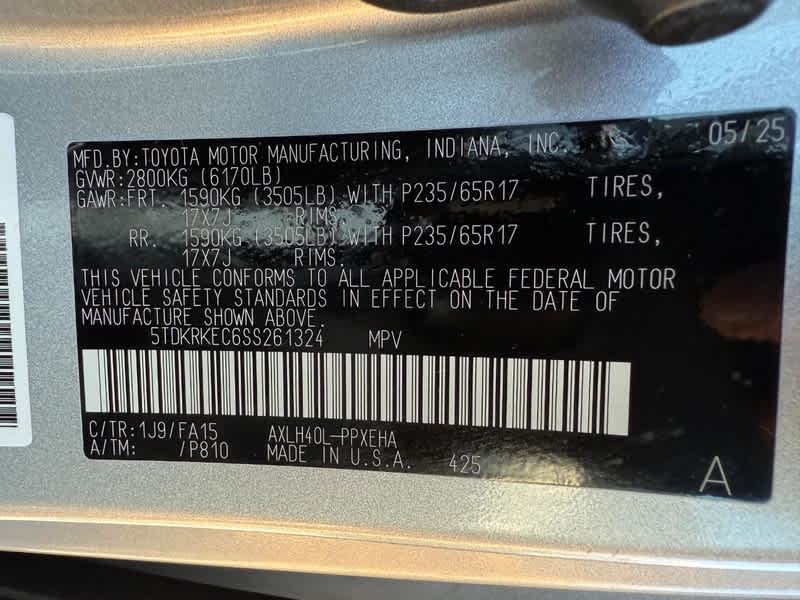 MFD.BY:TOYOTA MOTOR MANUFACTURING, INDIANA, INC. 05/25
GVWR:2800KG (6170LB)
GAWR:FRT. 1590KG (3505LB) WITH P235/65R17 TIRES,
17X7J RIMS.
RR. 1590KG (3505LB) WITH P235/65R17 TIRES,
17X7J RIMS.
THIS VEHICLE CONFORMS TO ALL APPLICABLE FEDERAL MOTOR
VEHICLE SAFETY STANDARDS IN EFFECT ON THE DATE OF
MANUFACTURE SHOWN ABOVE.
5TDKRKEC6SS261324 MPV
C/TR:1J9/FA15 AXLH40L-PPXEHA
A/TM: /P810 MADE IN U.S.A. 425
A